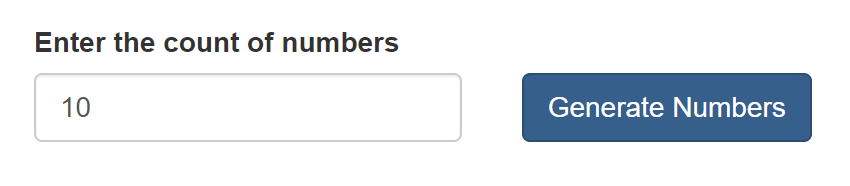 Enter the count of numbers
10
Generate Numbers